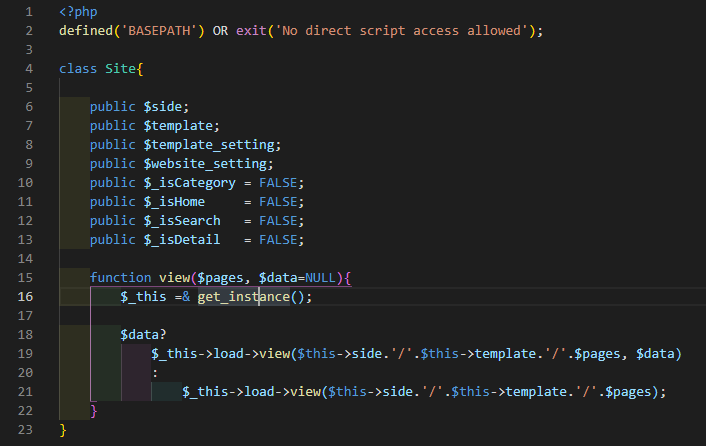 1 <?php
2 defined('BASEPATH') OR exit('No direct script access allowed');
3
4 class Site{
5
6 public $side;
7 public $template;
8 public $template_setting;
9 public $website_setting;
10 public $_isCategory = FALSE;
11 public $_isHome     = FALSE;
12 public $_isSearch   = FALSE;
13 public $_isDetail   = FALSE;
14
15 function view($pages, $data=NULL){
16 $_this =& get_instance();
17
18 $data?
19 $_this->load->view($this->side.'/'.$this->template.'/'.$pages, $data)
20 :
21 $_this->load->view($this->side.'/'.$this->template.'/'.$pages);
22 }
23 }